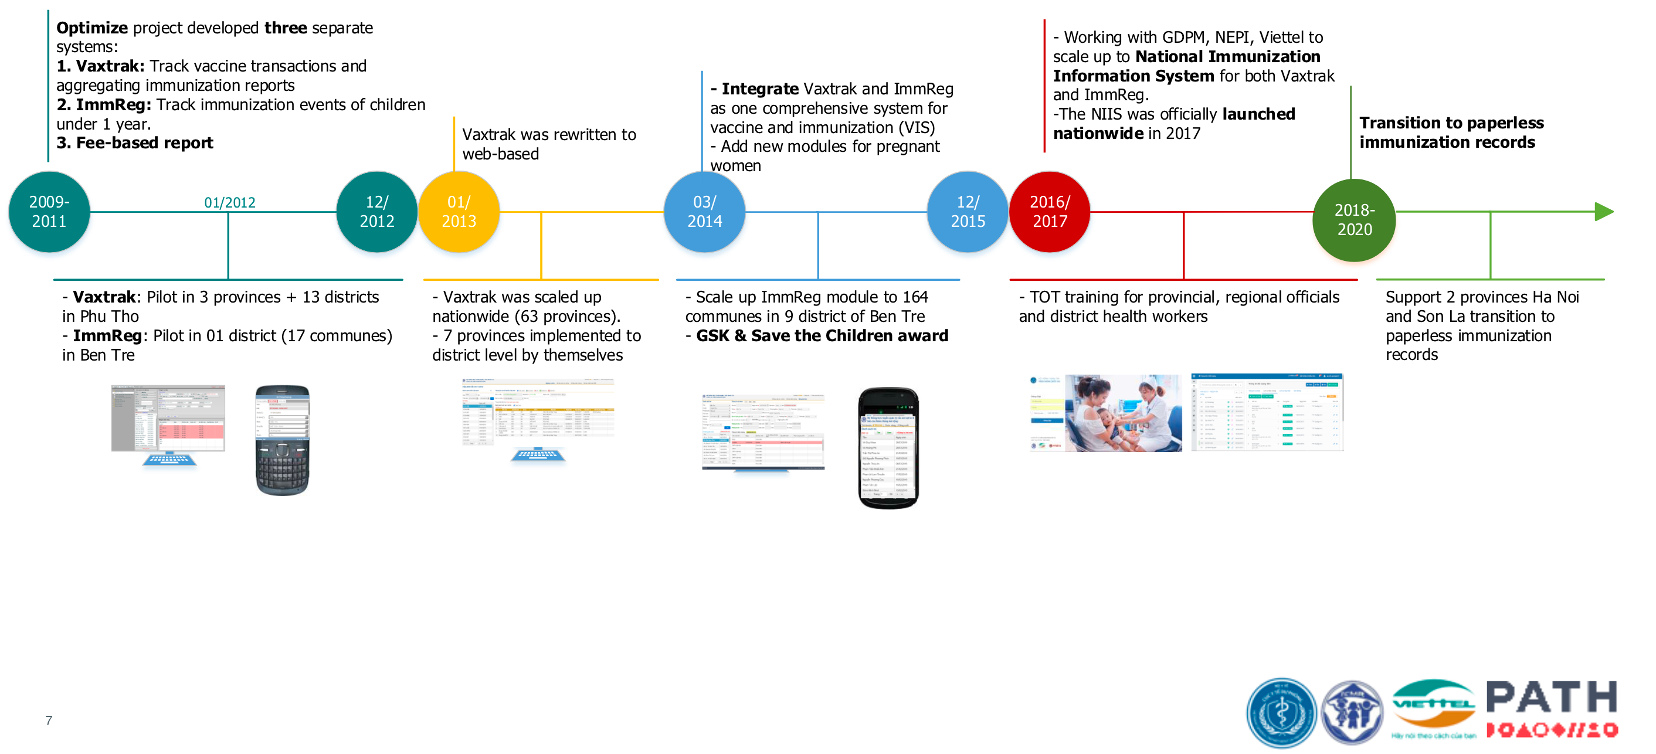 Optimize project developed three separate
systems:
1. Vaxtrak: Track vaccine transactions and
aggregating immunization reports
2. ImmReg: Track immunization events of children
under 1 year.
3. Fee-based report
Vaxtrak was rewritten to
web-based
- Integrate Vaxtrak and ImmReg
as one comprehensive system for
vaccine and immunization (VIS)
- Add new modules for pregnant
women
- Working with GDPM, NEPI, Viettel to
scale up to National Immunization
Information System for both Vaxtrak
and ImmReg.
-The NIIS was officially launched
nationwide in 2017
Transition to paperless
immunization records
2009-
2011
01/2012
12/
2012
01/
2013
03/
2014
12/
2015
2016/
2017
2018-
2020
- Vaxtrak: Pilot in 3 provinces + 13 districts
in Phu Tho
- ImmReg: Pilot in 01 district (17 communes)
in Ben Tre
- Vaxtrak was scaled up
nationwide (63 provinces).
- 7 provinces implemented to
district level by themselves
- Scale up ImmReg module to 164
communes in 9 district of Ben Tre
- GSK & Save the Children award
- TOT training for provincial, regional officials
and district health workers
Support 2 provinces Ha Noi
and Son La transition to
paperless immunization
records
7
VIETTEL
Hãy nói theo cách của bạn
PATH